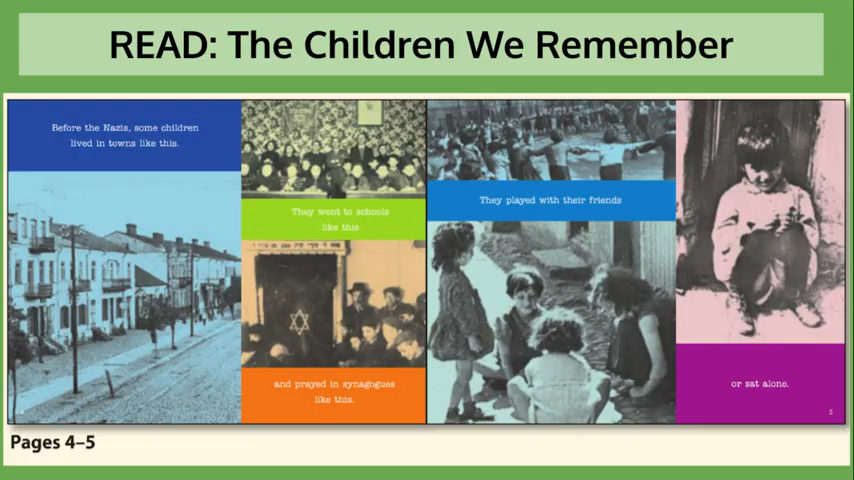 READ: The Children We Remember
Before the Nazis, some children
lived in towns like this.
They went to schools
like this
and prayed in synagogues
like this.
They played with their friends
or sat alone.
4
5
Pages 4–5